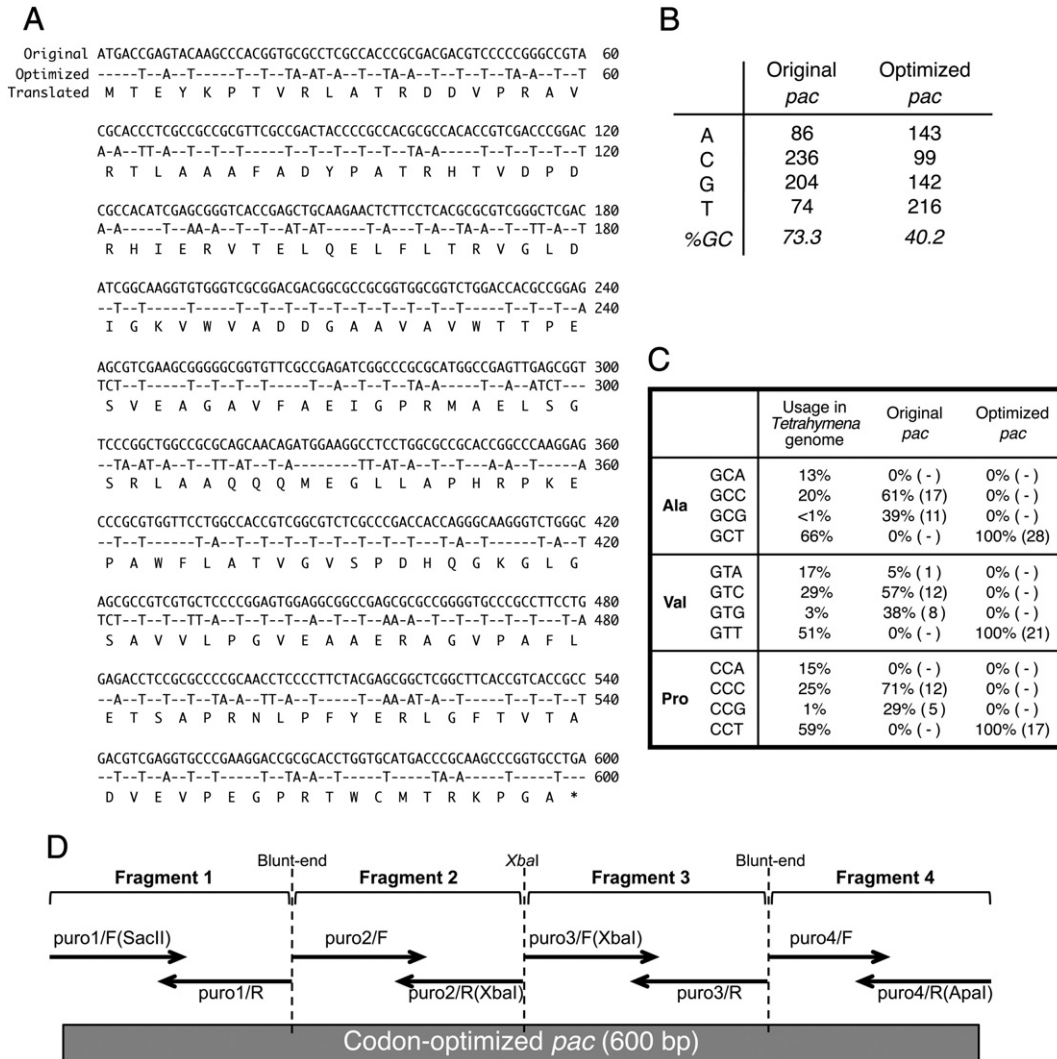 A
Original ATGACCGAGTACAAGCCCACGGTGCGCCTCGCCACCCGCGACGACGTCCCCCGGGCCGTA 60
Optimized -----T--A--T-----T--T--TA-AT-A--T--TA-A--T--T--T--TA-A--T--T 60
Translated M T E Y K P T V R L A T R D D V P R A V
CGCACCCTCGCCGCCGCGTTCGCCGACTACCCCGCCACGCGCCACACCGTCGACCCGGAC 120
A-A--TT-A--T--T--T--T--T--T--T--T--T--TA-A--T--T--T--T--T--T 120
R T L A A A F A D Y P A T R H T V D P D
CGCCACATCGAGCGGGTCACCGAGCTGCAAGAACTCTTCCTCACGCGCGTCGGGCTCGAC 180
A-A--T--T--AA-A--T--T--AT-AT-----T-A--TT-A--TA-A--T--TT-A--T 180
R H I E R V T E L Q E L F L T R V G L D
ATCGGCAAGGTGTGGGTCGCGGACGACGGCGCCGCGGTGGCGGTCTGGACCACGCCGGAG 240
--T--T-----T-----T--T--T--T--T--T--T--T--T--T-----T--T--T--A 240
I G K V W V A D D G A A V A V W T T P E
AGCGTCGAAGCGGGGGCGGTGTTCGCCGAGATCGGCCCGCGCATGGCCGAGTTGAGCGGT 300
TCT--T-----T--T--T--T--T--T--A--T--T--TA-A-----T--A--ATCT--- 300
S V E A G A V F A E I G P R M A E L S G
TCCCGGCTGGCCGCGCAGCAACAGATGGAAGGCCTCCTGGCGCCGCACCGGCCCAAGGAG 360
--TA-AT-A--T--TT-AT--T-A--------TT-AT-A--T--T--TA-A--T-----A 360
S R L A A Q Q Q M E G L L A P H R P K E
CCCGCGTGGTTCCTGGCCACCGTCGGCGTCTCGCCCGACCACCAGGGCAAGGGTCTGGGC 420
--T--T-----TT-A--T--T--T--T--T--T--T--T--TT-A--T-----T-A--T 420
P A W F L A T V G V S P D H Q G K G L G
AGCGCCGTCGTGCTCCCCGGAGTGGAGGCGGCCGAGCGCGCCGGGGTGCCCGCCTTCCTG 480
TCT--T--T--TT-A--T-----T--A--T--T--AA-A--T--T--T--T--T--TT-A 480
S A V V L P G V E A A E R A G V P A F L
GAGACCTCCGCGCCCCGCAACCTCCCCTTCTACGAGCGGCTCGGCTTCACCGTCACCGCC 540
--A--T--T--T--TA-A--TT-A--T--T--T--AA-AT-A--T--T--T--T--T--T 540
E T S A P R N L P F Y E R L G F T V T A
GACGTCGAGGTGCCCGAAGGACCGCGCACCTGGTGCATGACCCGCAAGCCCGGTGCCTGA 600
--T--T--A--T--T-----TA-A--T-----T-----TA-A-----T-----T--- 600
D V E V P E G P R T W C M T R K P G A *
B
Original pac Optimized pac
A 86 143
C 236 99
G 204 142
T 74 216
%GC 73.3 40.2
C
Usage in Tetrahymena genome Original pac Optimized pac
Ala GCA 13% 0% ( - ) 0% ( - )
GCC 20% 61% (17) 0% ( - )
GCG <1% 39% (11) 0% ( - )
GCT 66% 0% ( - ) 100% (28)
Val GTA 17% 5% ( 1 ) 0% ( - )
GTC 29% 57% (12) 0% ( - )
GTG 3% 38% ( 8 ) 0% ( - )
GTT 51% 0% ( - ) 100% (21)
Pro CCA 15% 0% ( - ) 0% ( - )
CCC 25% 71% (12) 0% ( - )
CCG 1% 29% ( 5 ) 0% ( - )
CCT 59% 0% ( - ) 100% (17)
D
Blunt-end XbaI Blunt-end
Fragment 1 Fragment 2 Fragment 3 Fragment 4
puro1/F(SacII) puro2/F puro3/F(XbaI) puro4/F
puro1/R puro2/R(XbaI) puro3/R puro4/R(ApaI)
Codon-optimized pac (600 bp)